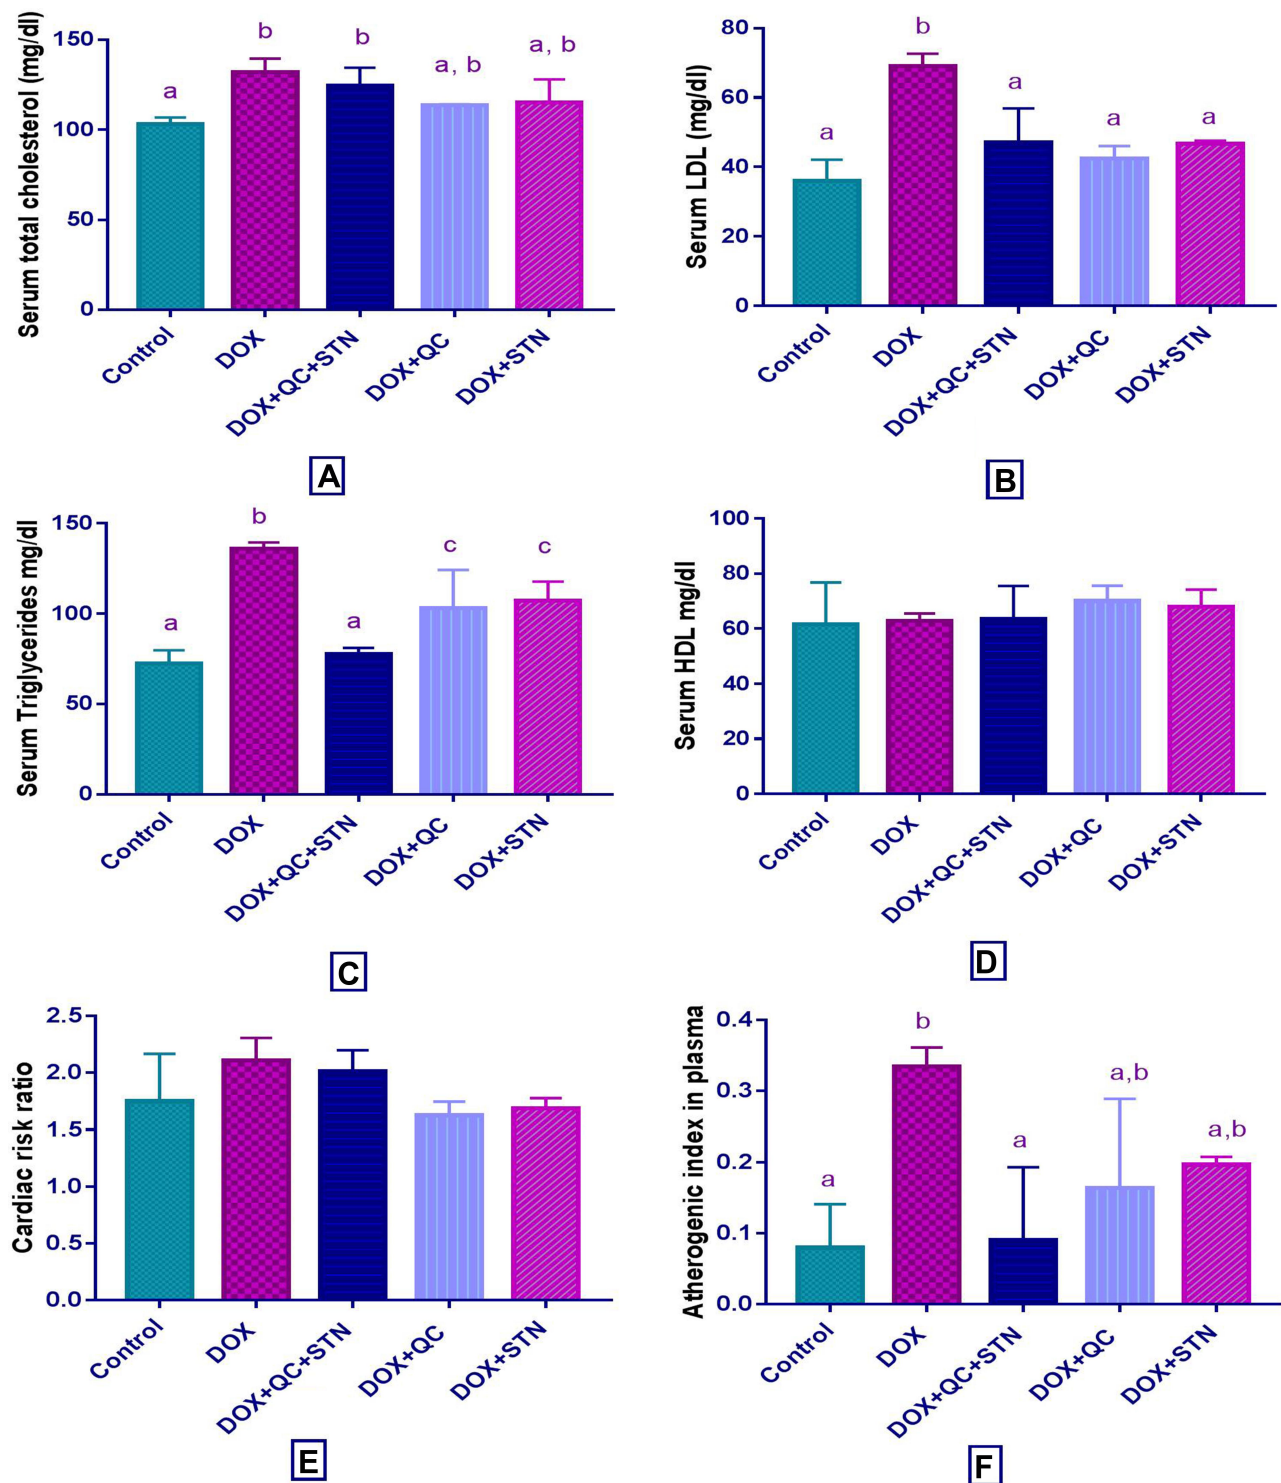 Serum total cholesterol (mg/dl)
150
100
50
0
a
b
b
a, b
a, b
Control
DOX
DOX+QC+STN
DOX+QC
DOX+STN
A
Serum LDL (mg/dl)
80
60
40
20
0
a
b
a
a
a
Control
DOX
DOX+QC+STN
DOX+QC
DOX+STN
B
Serum Triglycerides mg/dl
150
100
50
0
a
b
a
c
c
Control
DOX
DOX+QC+STN
DOX+QC
DOX+STN
C
Serum HDL mg/dl
100
80
60
40
20
0
Control
DOX
DOX+QC+STN
DOX+QC
DOX+STN
D
Cardiac risk ratio
2.5
2.0
1.5
1.0
0.5
0.0
Control
DOX
DOX+QC+STN
DOX+QC
DOX+STN
E
Atherogenic index in plasma
0.4
0.3
0.2
0.1
0.0
a
b
a
a,b
a,b
Control
DOX
DOX+QC+STN
DOX+QC
DOX+STN
F